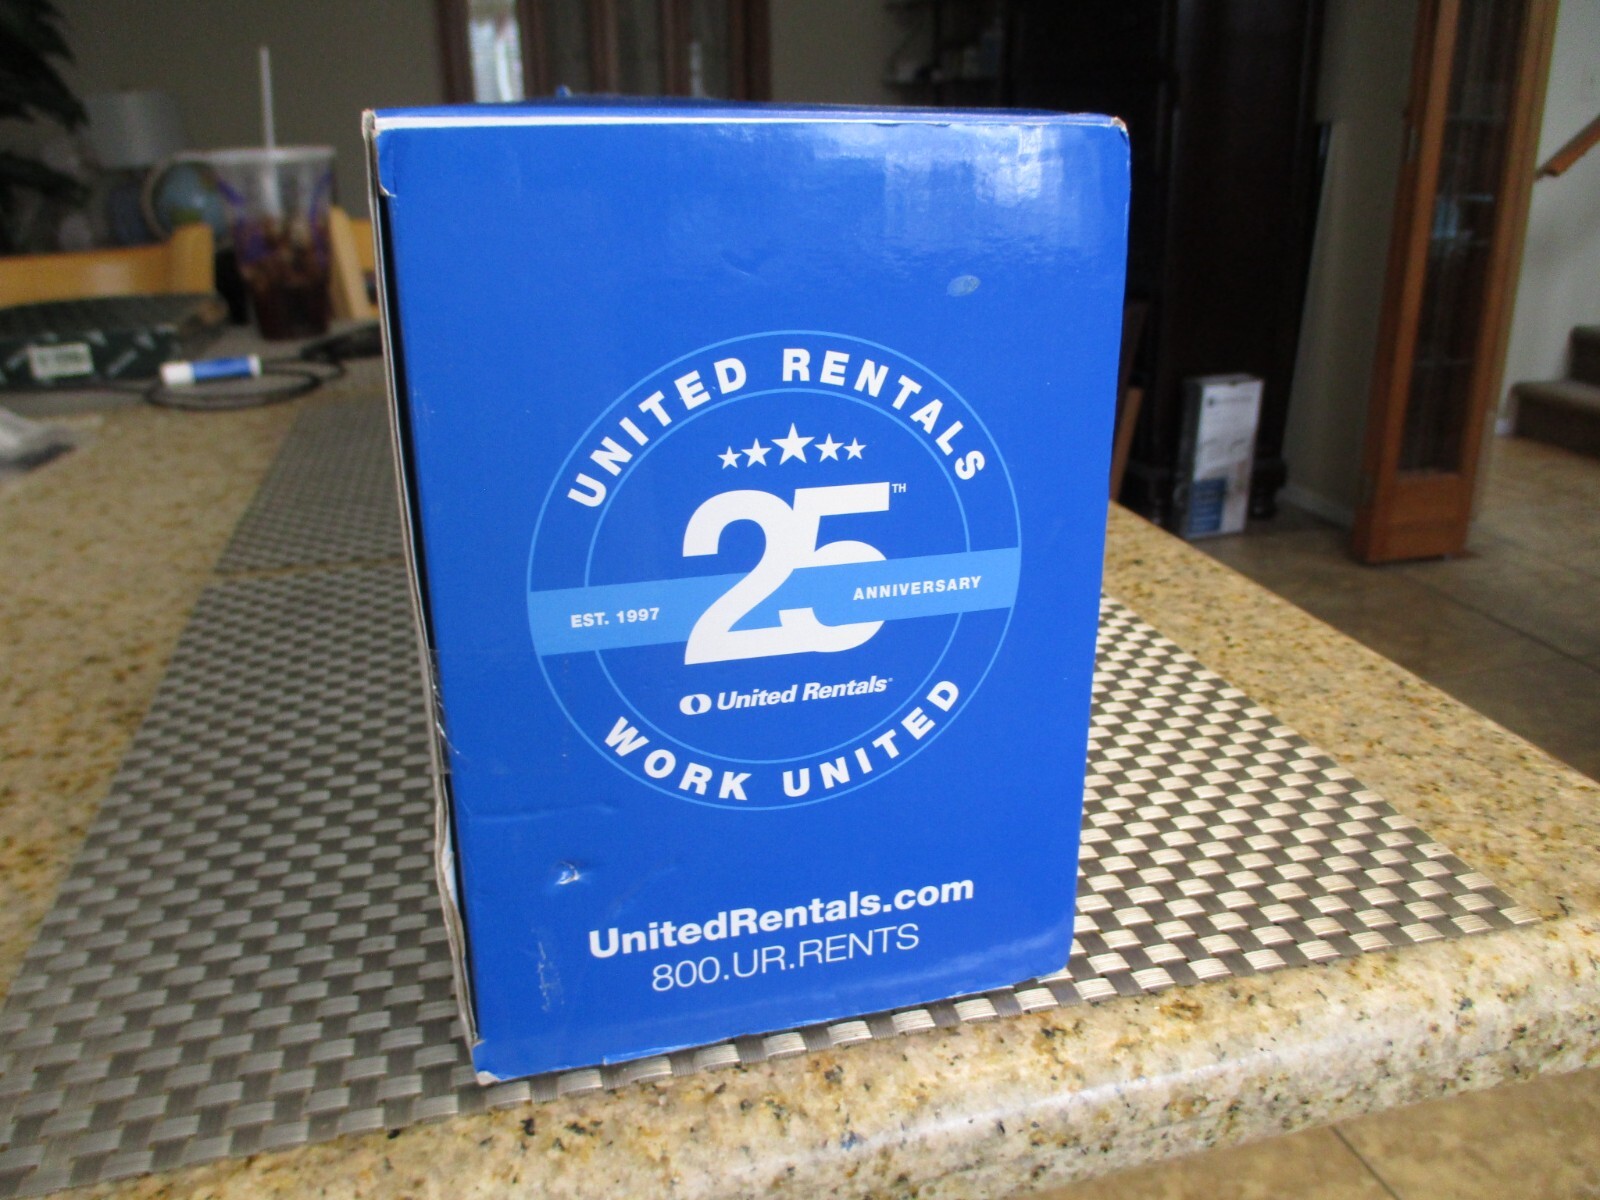 UNITED RENTALS
25TH
EST. 1997
ANNIVERSARY
United Rentals
WORK UNITED
UnitedRentals.com
800.UR.RENTS